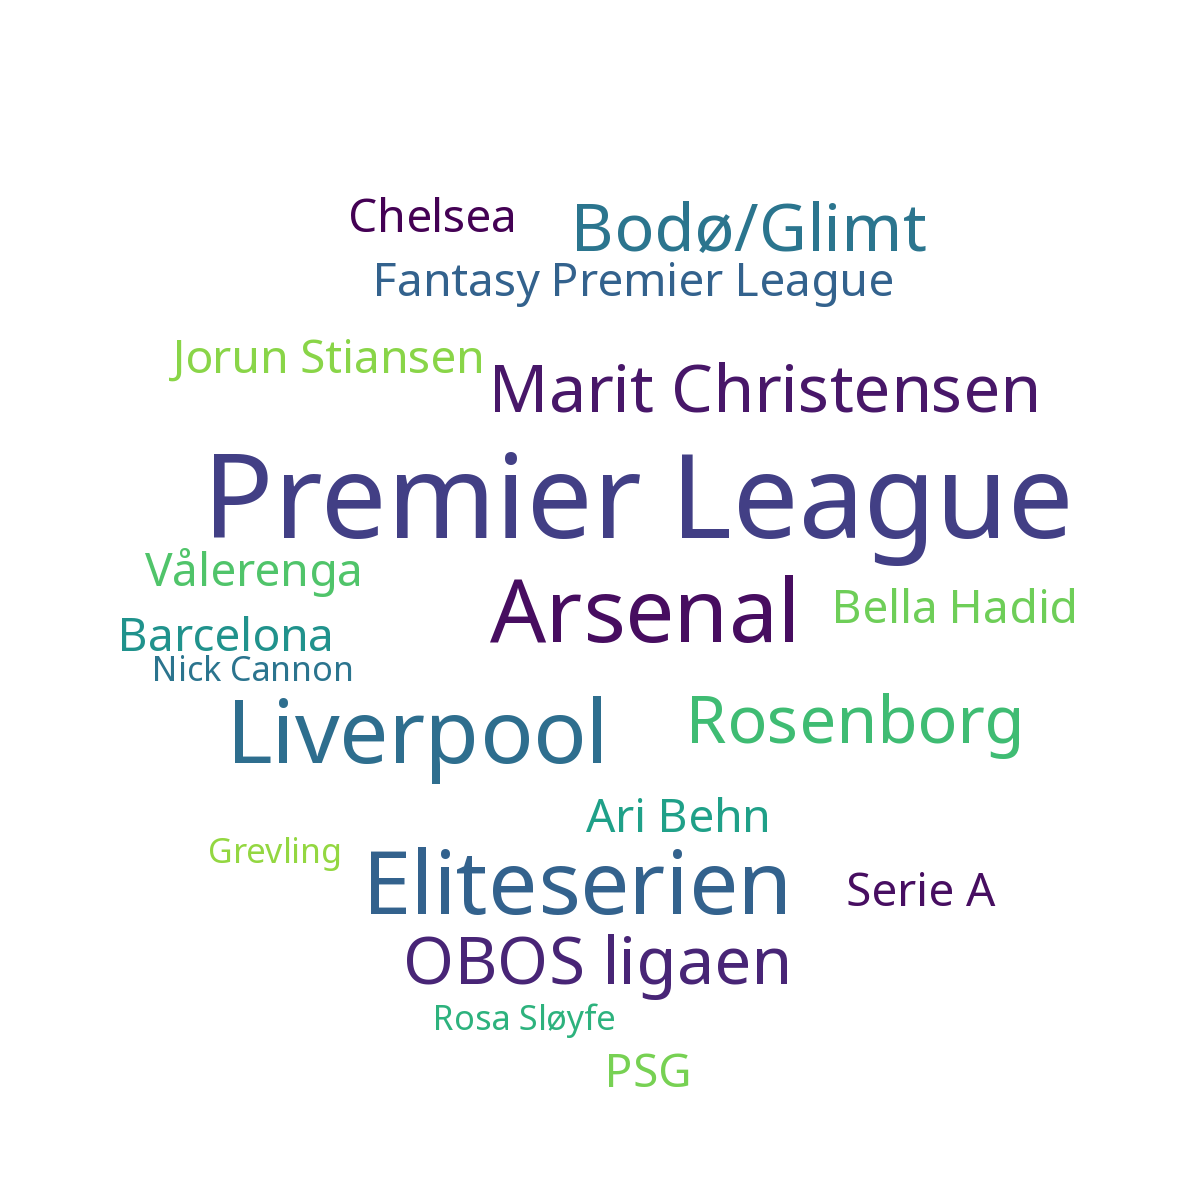 Chelsea
Bodø/Glimt
Fantasy Premier League
Jorun Stiansen
Marit Christensen
Premier League
Vålerenga
Arsenal
Bella Hadid
Barcelona
Nick Cannon
Liverpool
Rosenborg
Ari Behn
Grevling
Eliteserien
Serie A
OBOS ligaen
Rosa Sløyfe
PSG